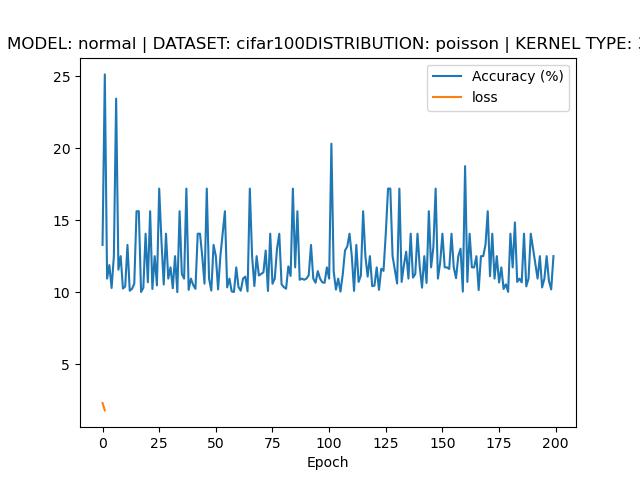 MODEL: normal | DATASET: cifar100DISTRIBUTION: poisson | KERNEL TYPE:
Accuracy (%)
loss
25
20
15
10
5
0 25 50 75 100 125 150 175 200
Epoch